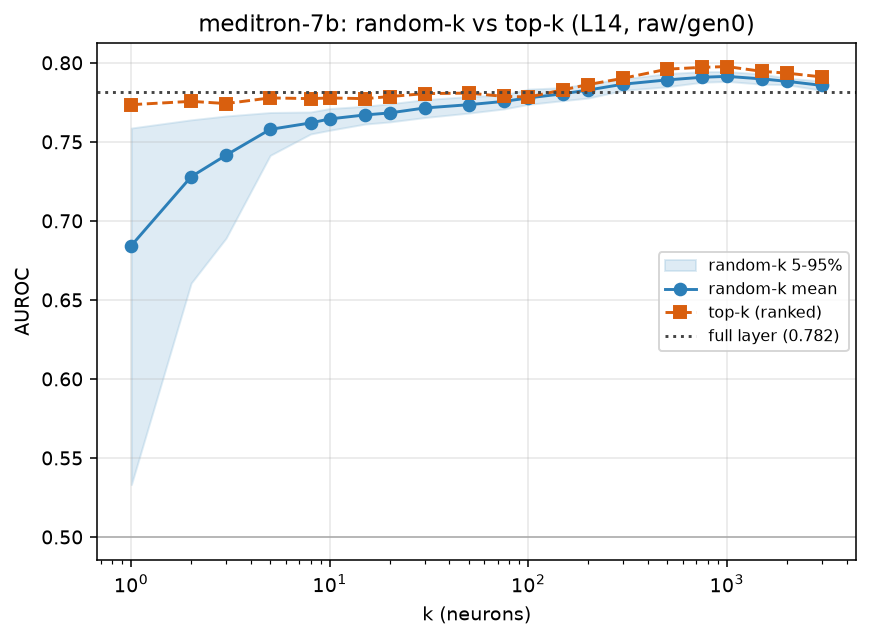 meditron-7b: random-k vs top-k (L14, raw/gen0)
AUROC
0.80
0.75
0.70
0.65
0.60
0.55
0.50
random-k 5-95%
random-k mean
top-k (ranked)
full layer (0.782)
10⁰ 10¹ 10² 10³
k (neurons)